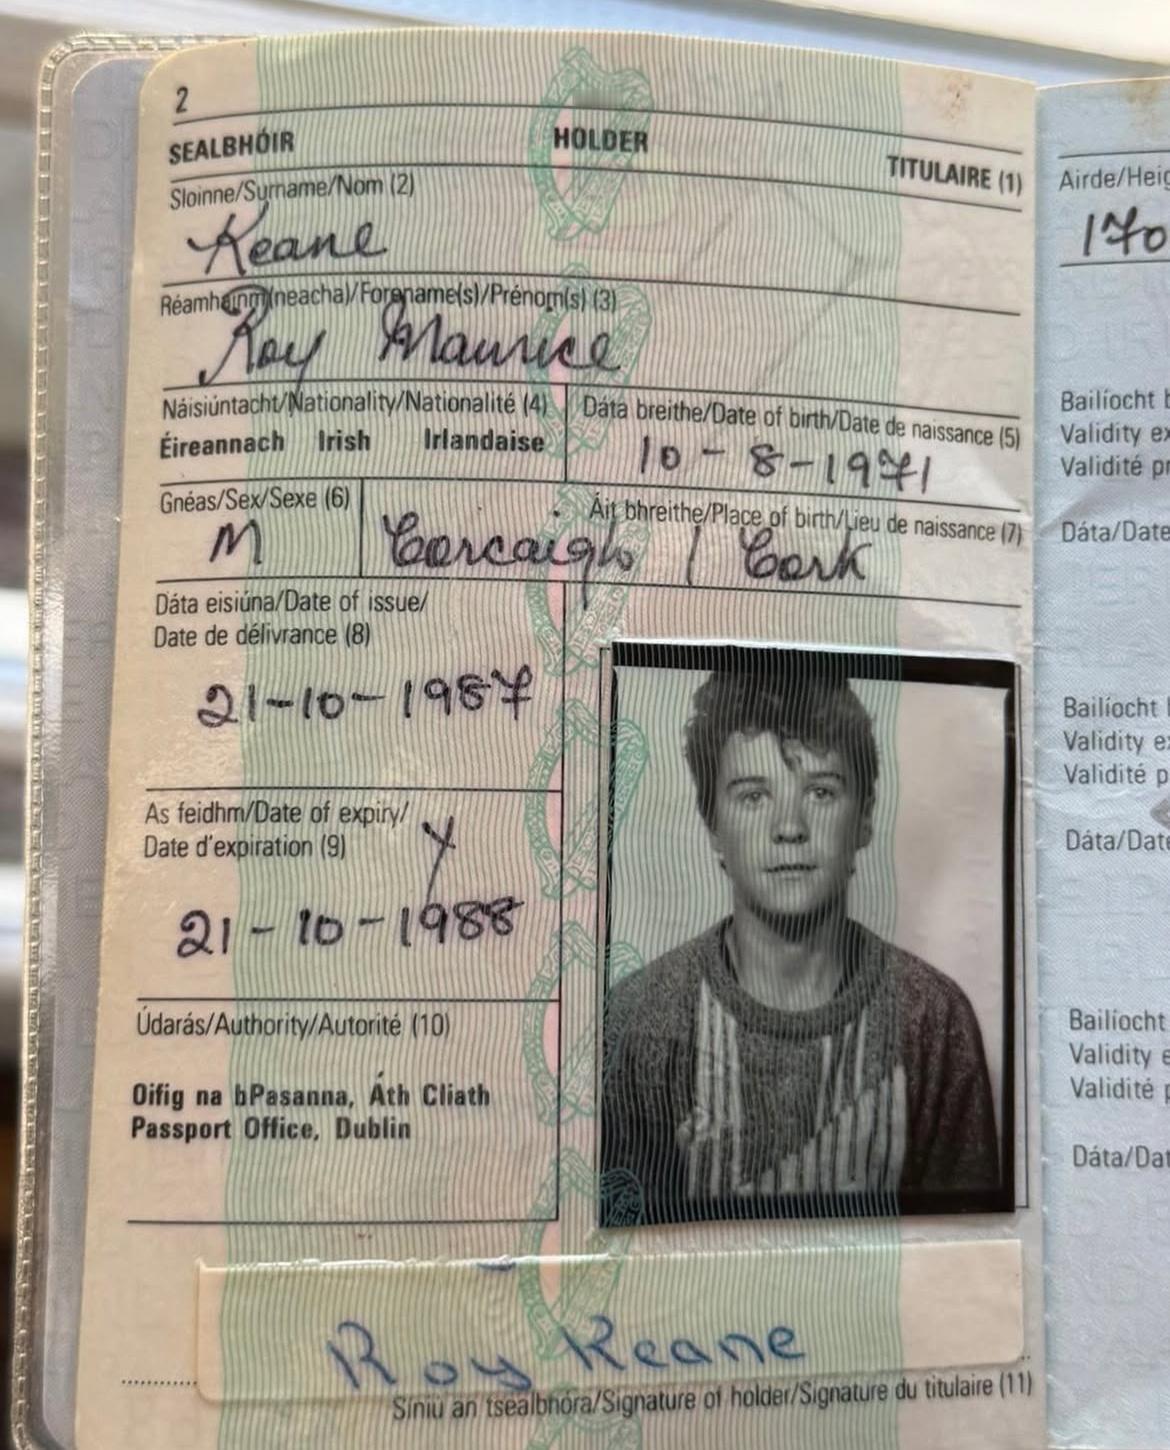 2
SEALBHÓIR HOLDER TITULAIRE (1)
Sloinne/Surname/Nom (2)
Keane
Réamhainm(neacha)/Forename(s)/Prénom(s) (3)
Roy Maurice
Náisiúntacht/Nationality/Nationalité (4)
Éireannach Irish Irlandaise
Dáta breithe/Date of birth/Date de naissance (5)
10-8-1971
Gnéas/Sex/Sexe (6)
M
Áit bhreithe/Place of birth/Lieu de naissance (7)
Corcaigh / Cork
Dáta eisiúna/Date of issue/
Date de délivrance (8)
21-10-1987
As feidhm/Date of expiry/
Date d'expiration (9)
21-10-1988
Údarás/Authority/Autorité (10)
Oifig na bPasanna, Áth Cliath
Passport Office, Dublin
Roy Keane
Síniú an tsealbhóra/Signature of holder/Signature du titulaire (11)
Airde/Heig
170
Bailíocht b
Validity ex
Validité pr
Dáta/Date
Bailíocht
Validity ex
Validité p
Dáta/Date
Bailíocht
Validity e
Validité p
Dáta/Dat